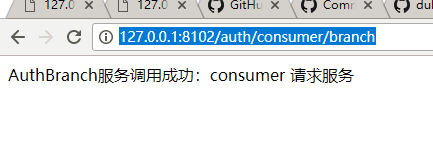 127.0.
127.0.
GitHu
Comm
dul
127.0.0.1:8102/auth/consumer/branch
AuthBranch服务调用成功：consumer 请求服务